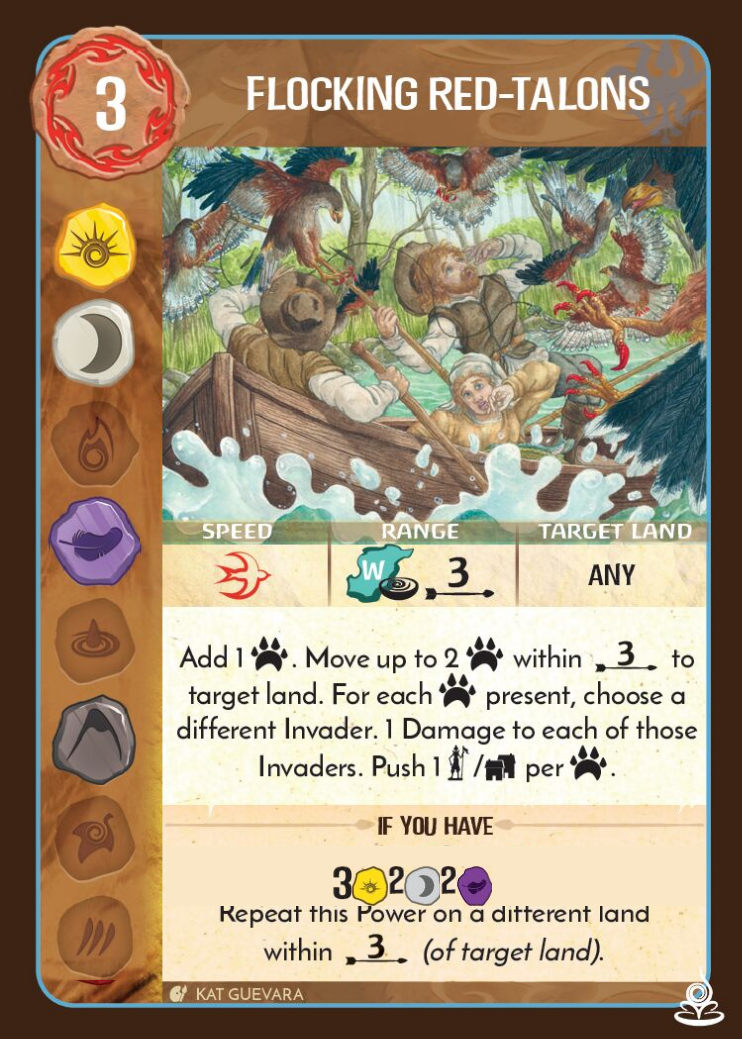 3
FLOCKING RED-TALONS
SPEED RANGE TARGET LAND
W 3 ANY
Add 1 . Move up to 2 within 3 to
target land. For each present, choose a
different Invader. 1 Damage to each of those
Invaders. Push 1 / per .
IF YOU HAVE
3 2 2
Repeat this Power on a different land
within 3 (of target land).
KAT GUEVARA